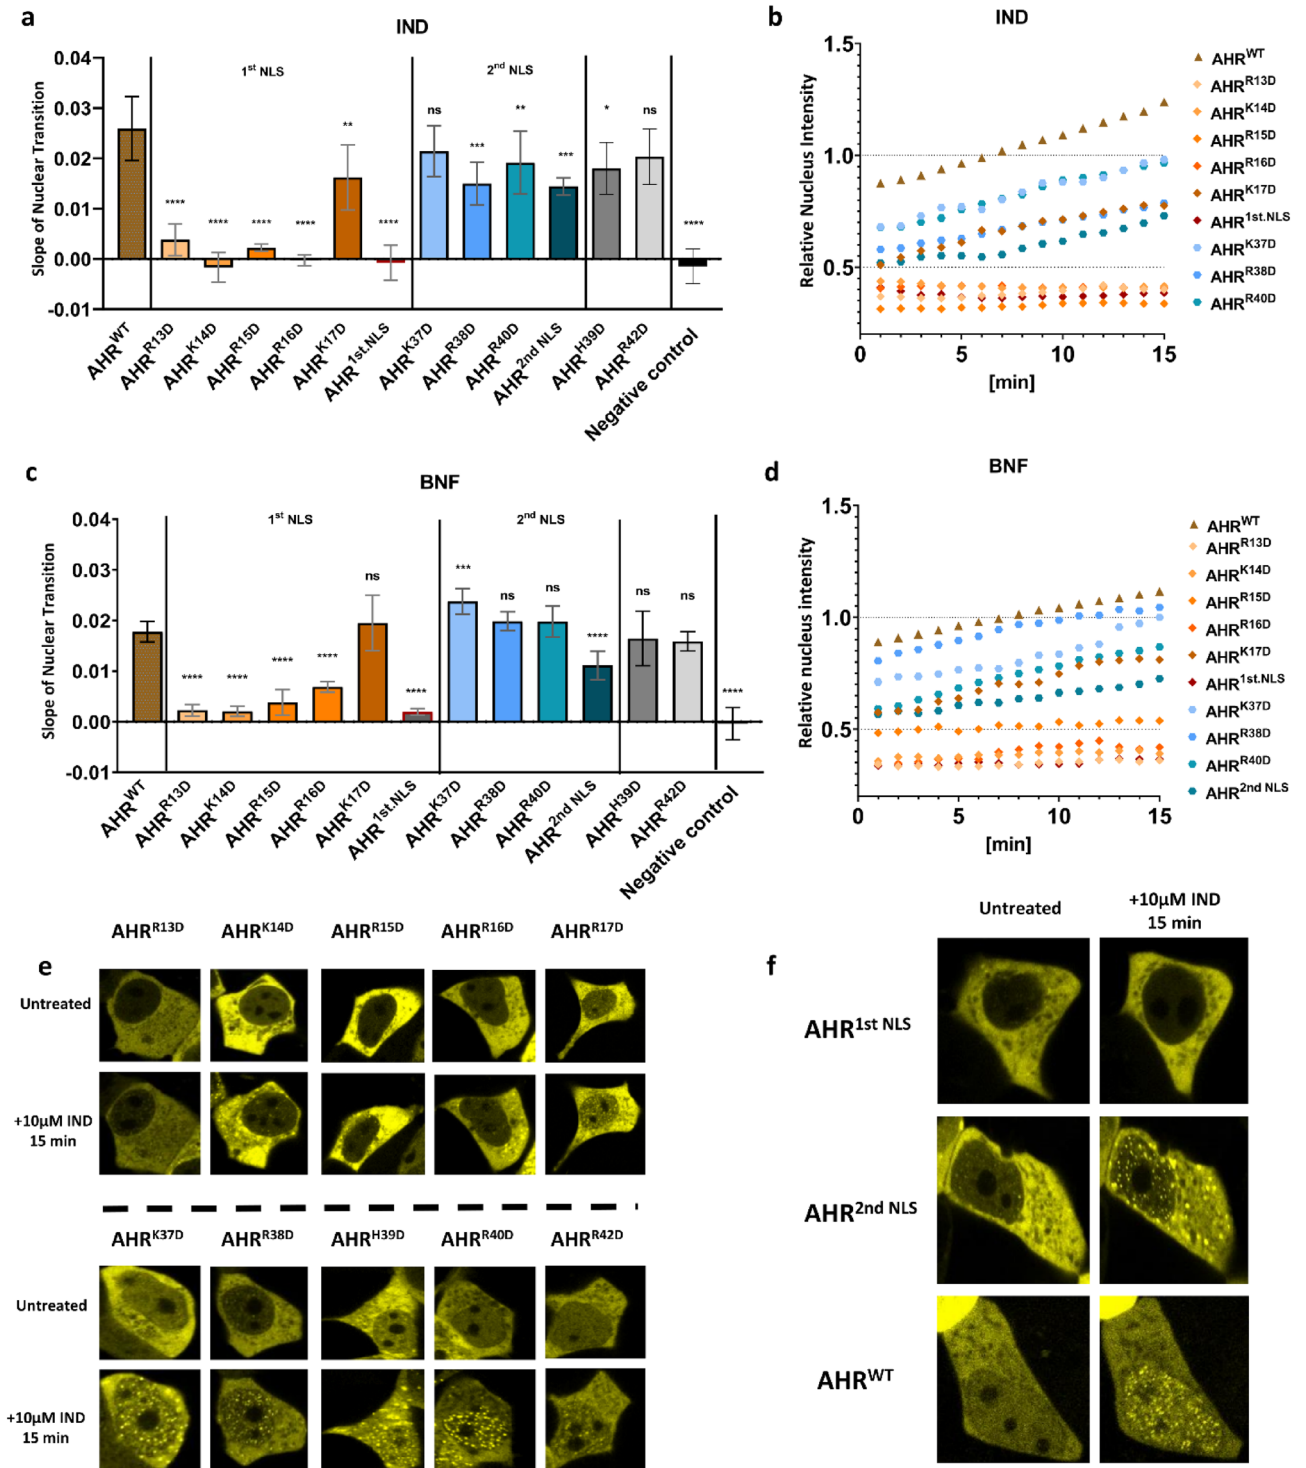 a
IND
0.04
0.03
0.02
0.01
0.00
-0.01
Slope of Nuclear Transition
1st NLS
2nd NLS
**** **** **** **** ** **** ns *** ** *** * ns ****
AHRWT
AHRR13D
AHRK14D
AHRR15D
AHRR16D
AHRK17D
AHR1st.NLS
AHRK37D
AHRR38D
AHRR40D
AHR2nd NLS
AHRH39D
AHRR42D
Negative control
b
IND
1.5
1.0
0.5
Relative Nucleus Intensity
0 5 10 15
[min]
AHRWT
AHRR13D
AHRK14D
AHRR15D
AHRR16D
AHRK17D
AHR1st.NLS
AHRK37D
AHRR38D
AHRR40D
c
BNF
0.04
0.03
0.02
0.01
0.00
-0.01
Slope of Nuclear Transition
1st NLS
2nd NLS
**** **** **** **** ns **** *** ns ns **** ns ns ****
AHRWT
AHRR13D
AHRK14D
AHRR15D
AHRR16D
AHRK17D
AHR1st.NLS
AHRK37D
AHRR38D
AHRR40D
AHR2nd NLS
AHRH39D
AHRR42D
Negative control
d
BNF
1.5
1.0
0.5
Relative nucleus intensity
0 5 10 15
[min]
AHRWT
AHRR13D
AHRK14D
AHRR15D
AHRR16D
AHRK17D
AHR1st.NLS
AHRK37D
AHRR38D
AHRR40D
AHR2nd NLS
e
AHRR13D AHRK14D AHRR15D AHRR16D AHRR17D
Untreated
+10µM IND
15 min
AHRK37D AHRR38D AHRH39D AHRR40D AHRR42D
Untreated
+10µM IND
15 min
f
Untreated
+10µM IND
15 min
AHR1st NLS
AHR2nd NLS
AHRWT